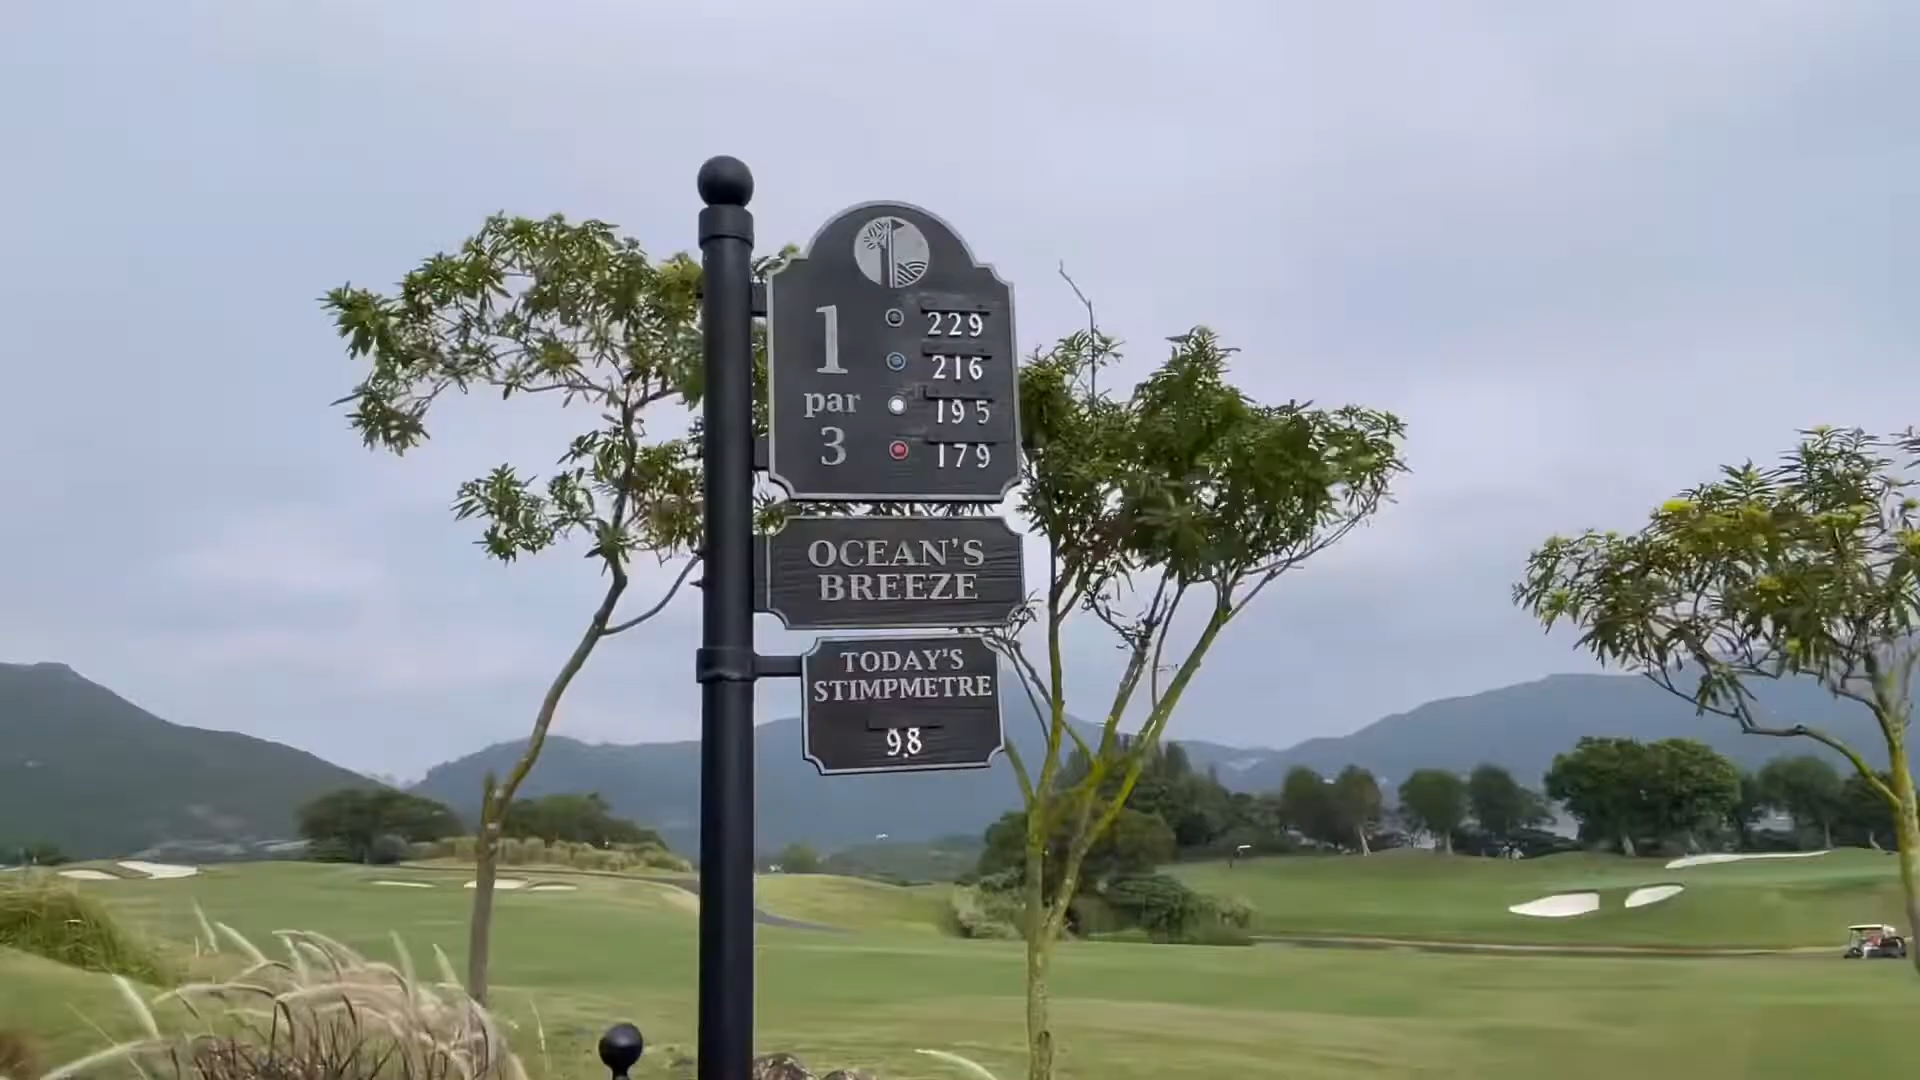 1
par
3
229
216
195
179
OCEAN'S
BREEZE
TODAY'S
STIMPMETRE
9.8